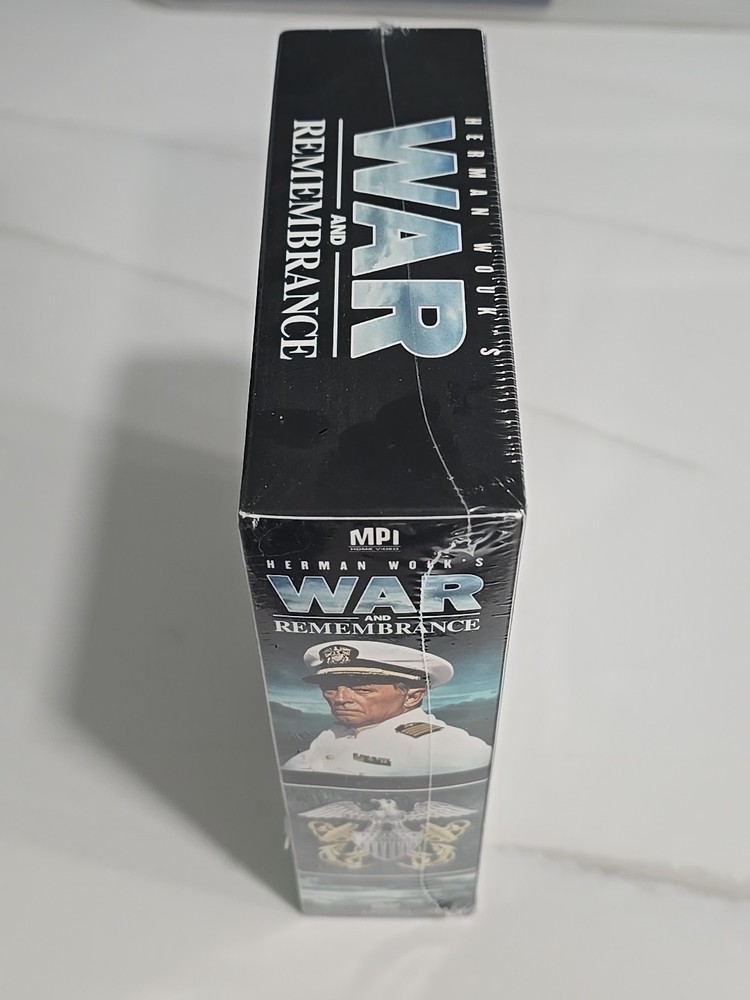 HERMAN WOUK'S
WAR
AND
REMEMBRANCE
MPI
HOME VIDEO
HERMAN WOUK'S
WAR
AND
REMEMBRANCE